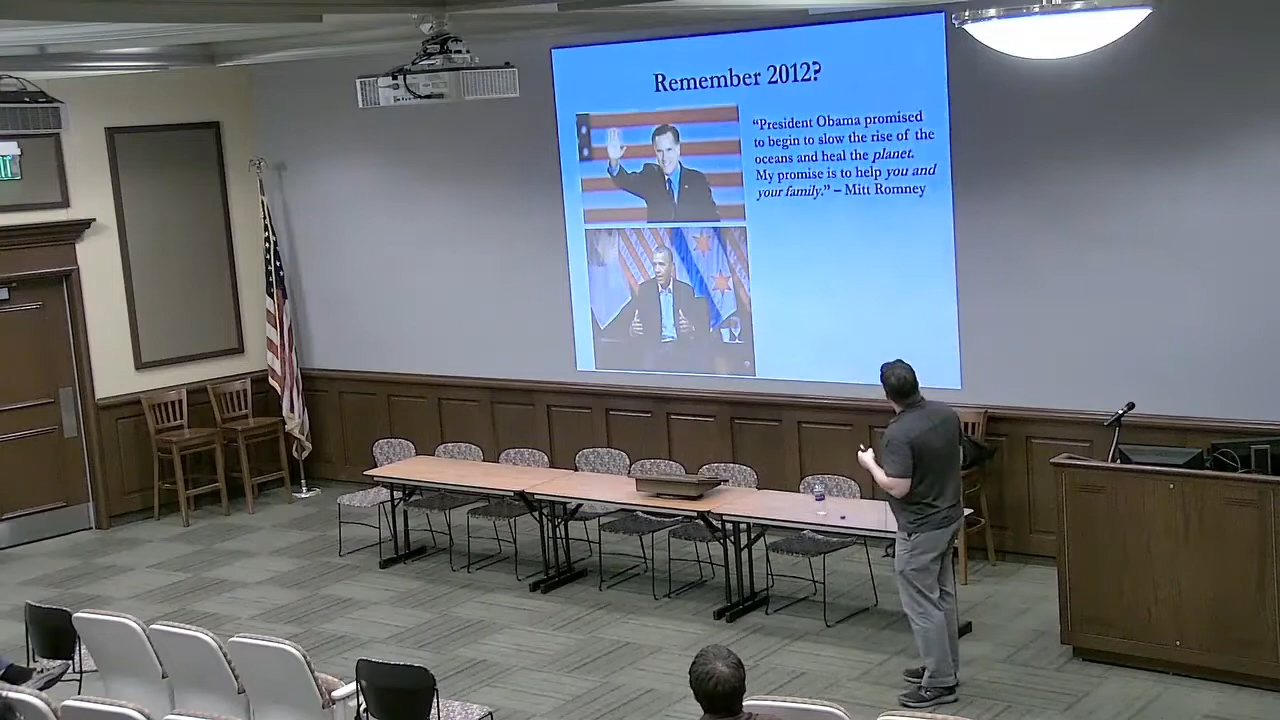 Remember 2012?
“President Obama promised
to begin to slow the rise of the
oceans and heal the planet.
My promise is to help you and
your family.” – Mitt Romney